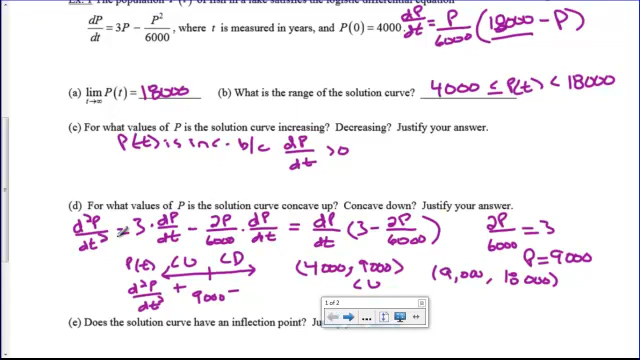 Ex. 1 The population P(t) of fish in a lake satisfies the logistic differential equation
dP/dt = 3P − P²/6000, where t is measured in years, and P(0) = 4000. dP/dt = P/6000 (18000 − P)
(a) lim t→∞ P(t) = 18000 (b) What is the range of the solution curve? 4000 ≤ P(t) < 18000
(c) For what values of P is the solution curve increasing? Decreasing? Justify your answer.
P(t) is inc. b/c dP/dt > 0
(d) For what values of P is the solution curve concave up? Concave down? Justify your answer.
d²P/dt² = 3 · dP/dt − 2P/6000 · dP/dt = dP/dt (3 − 2P/6000) 2P/6000 = 3
P = 9000
P(t) CU CD (4000, 9000) (9,000, 18000)
d²P/dt² + 9000 − CU
1 of 2
(e) Does the solution curve have an inflection point?